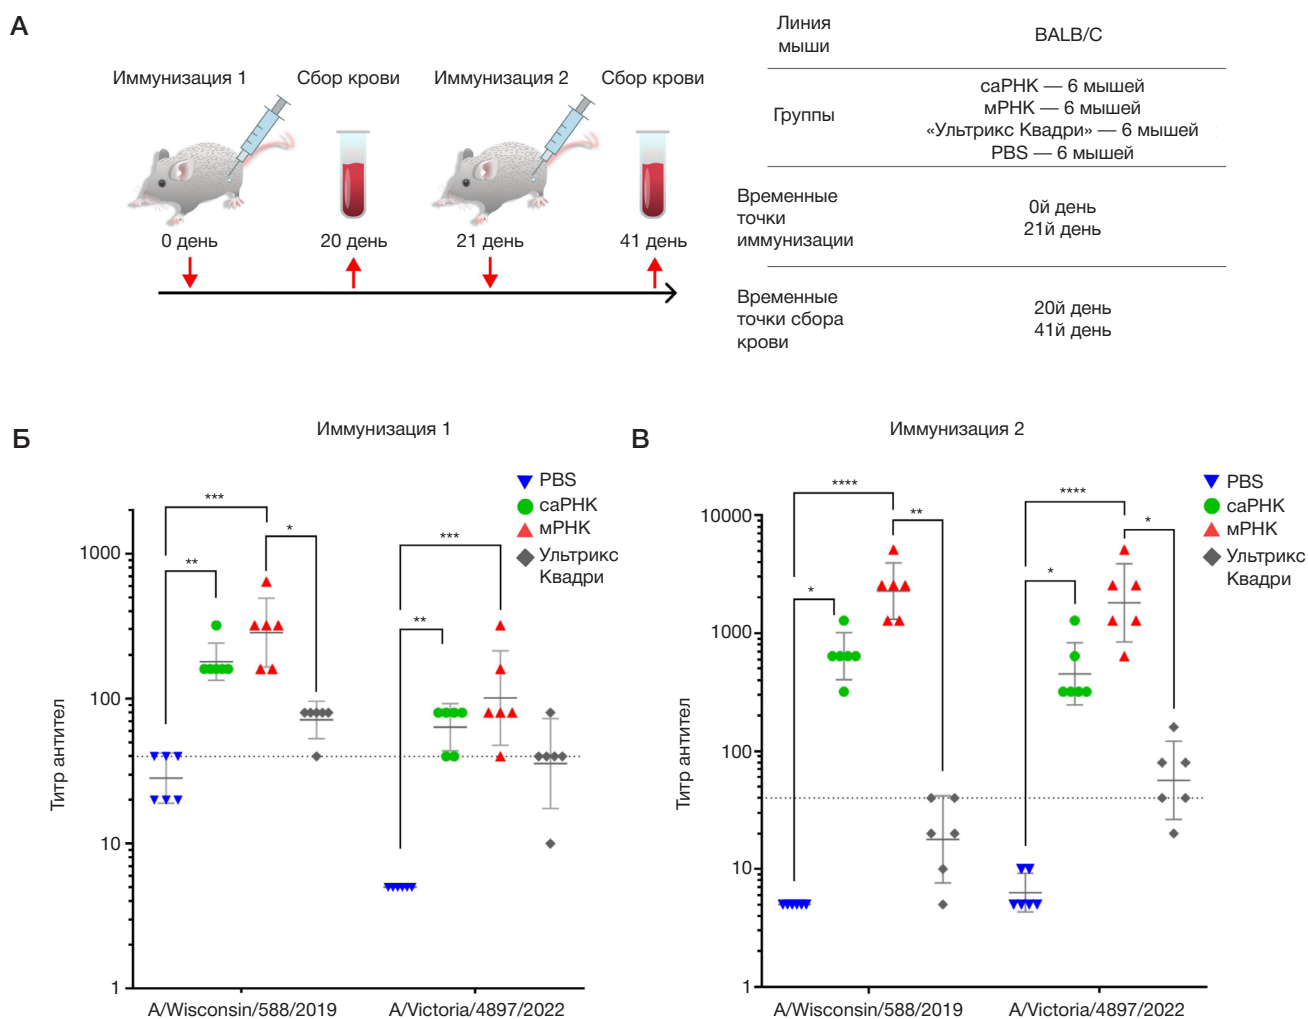 А
Иммунизация 1
Сбор крови
Иммунизация 2
Сбор крови
0 день
20 день
21 день
41 день
Линия
мыши
BALB/C
Группы
саРНК — 6 мышей
мРНК — 6 мышей
«Ультрикс Квадри» — 6 мышей
PBS — 6 мышей
Временные
точки
иммунизации
0й день
21й день
Временные
точки сбора
крови
20й день
41й день
Б
Иммунизация 1
PBS
саРНК
мРНК
Ультрикс
Квадри
***
**
*
***
**
Титр антител
1000
100
10
1
A/Wisconsin/588/2019
A/Victoria/4897/2022
В
Иммунизация 2
PBS
саРНК
мРНК
Ультрикс
Квадри
****
**
*
****
*
*
Титр антител
10000
1000
100
10
1
A/Wisconsin/588/2019
A/Victoria/4897/2022